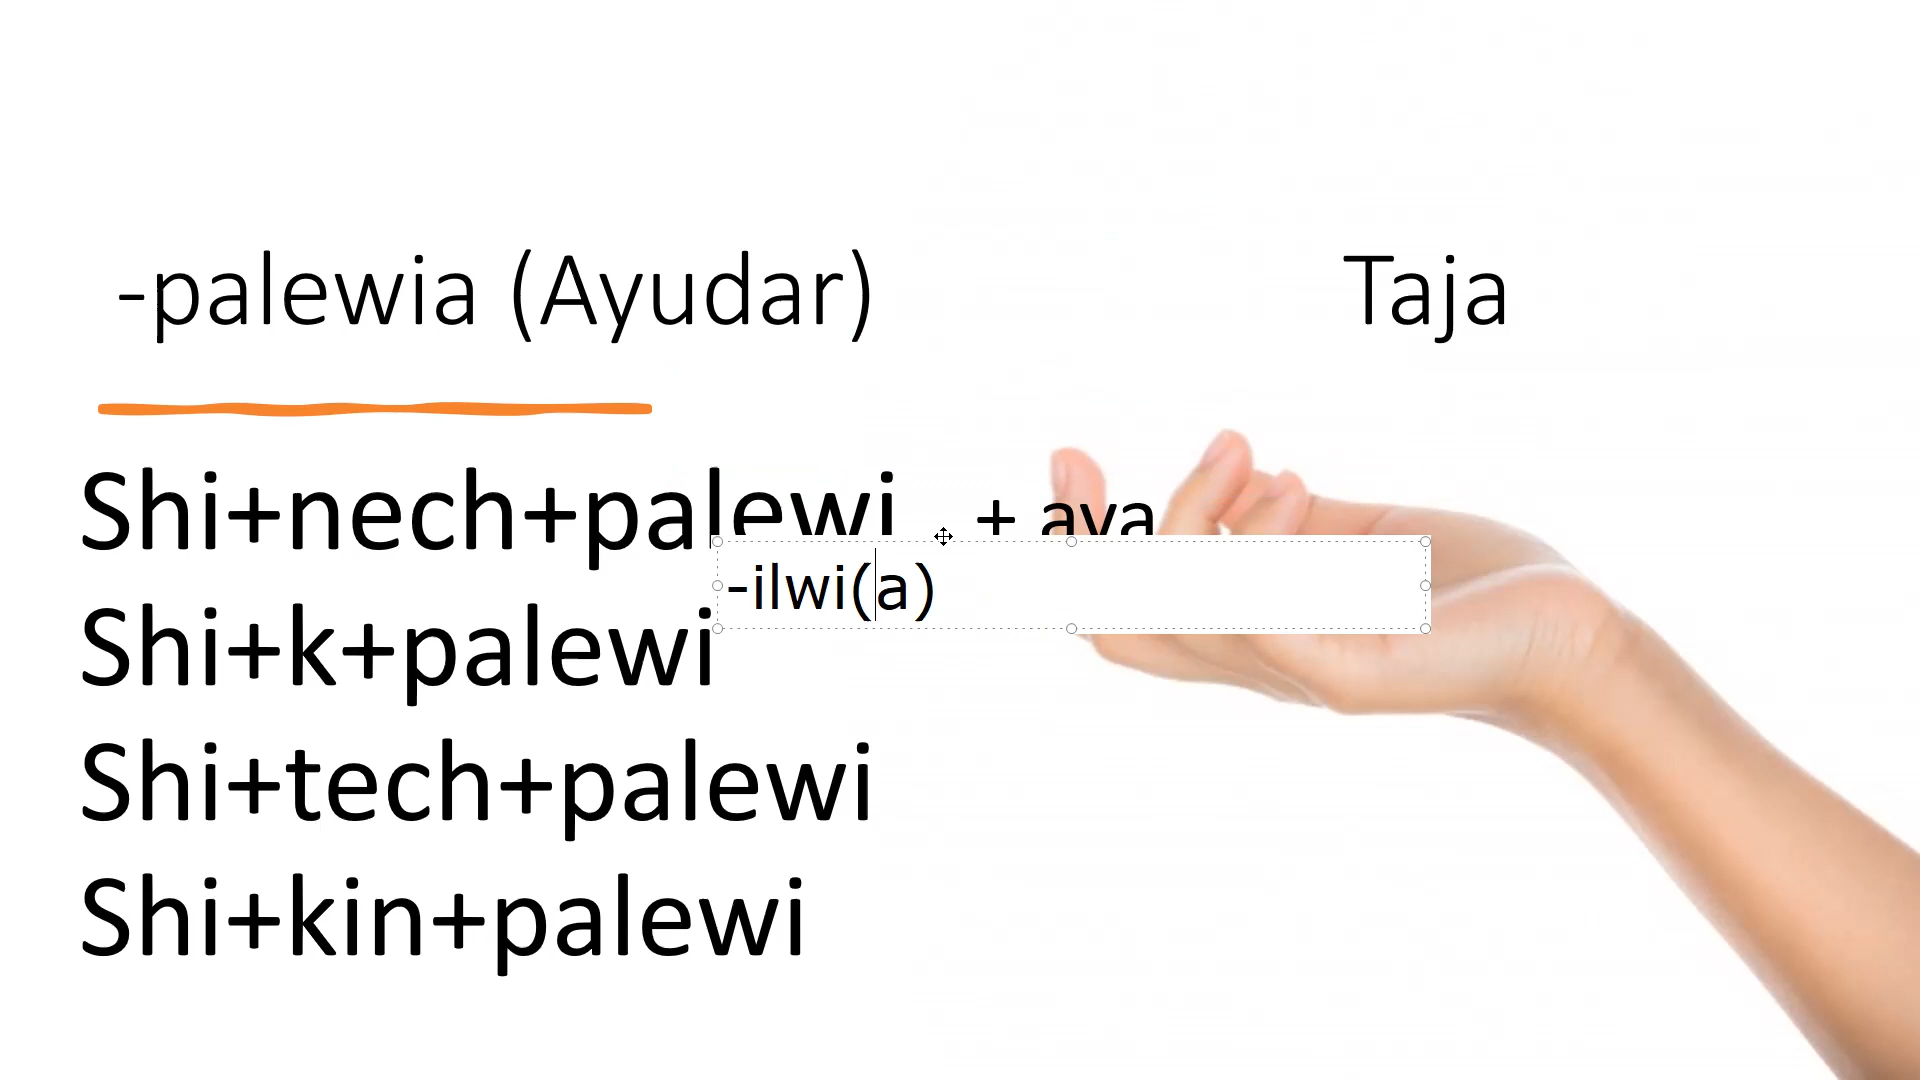 -palewia (Ayudar)
Taja
Shi+nech+palewi + aya
-ilwi(a)
Shi+k+palewi
Shi+tech+palewi
Shi+kin+palewi